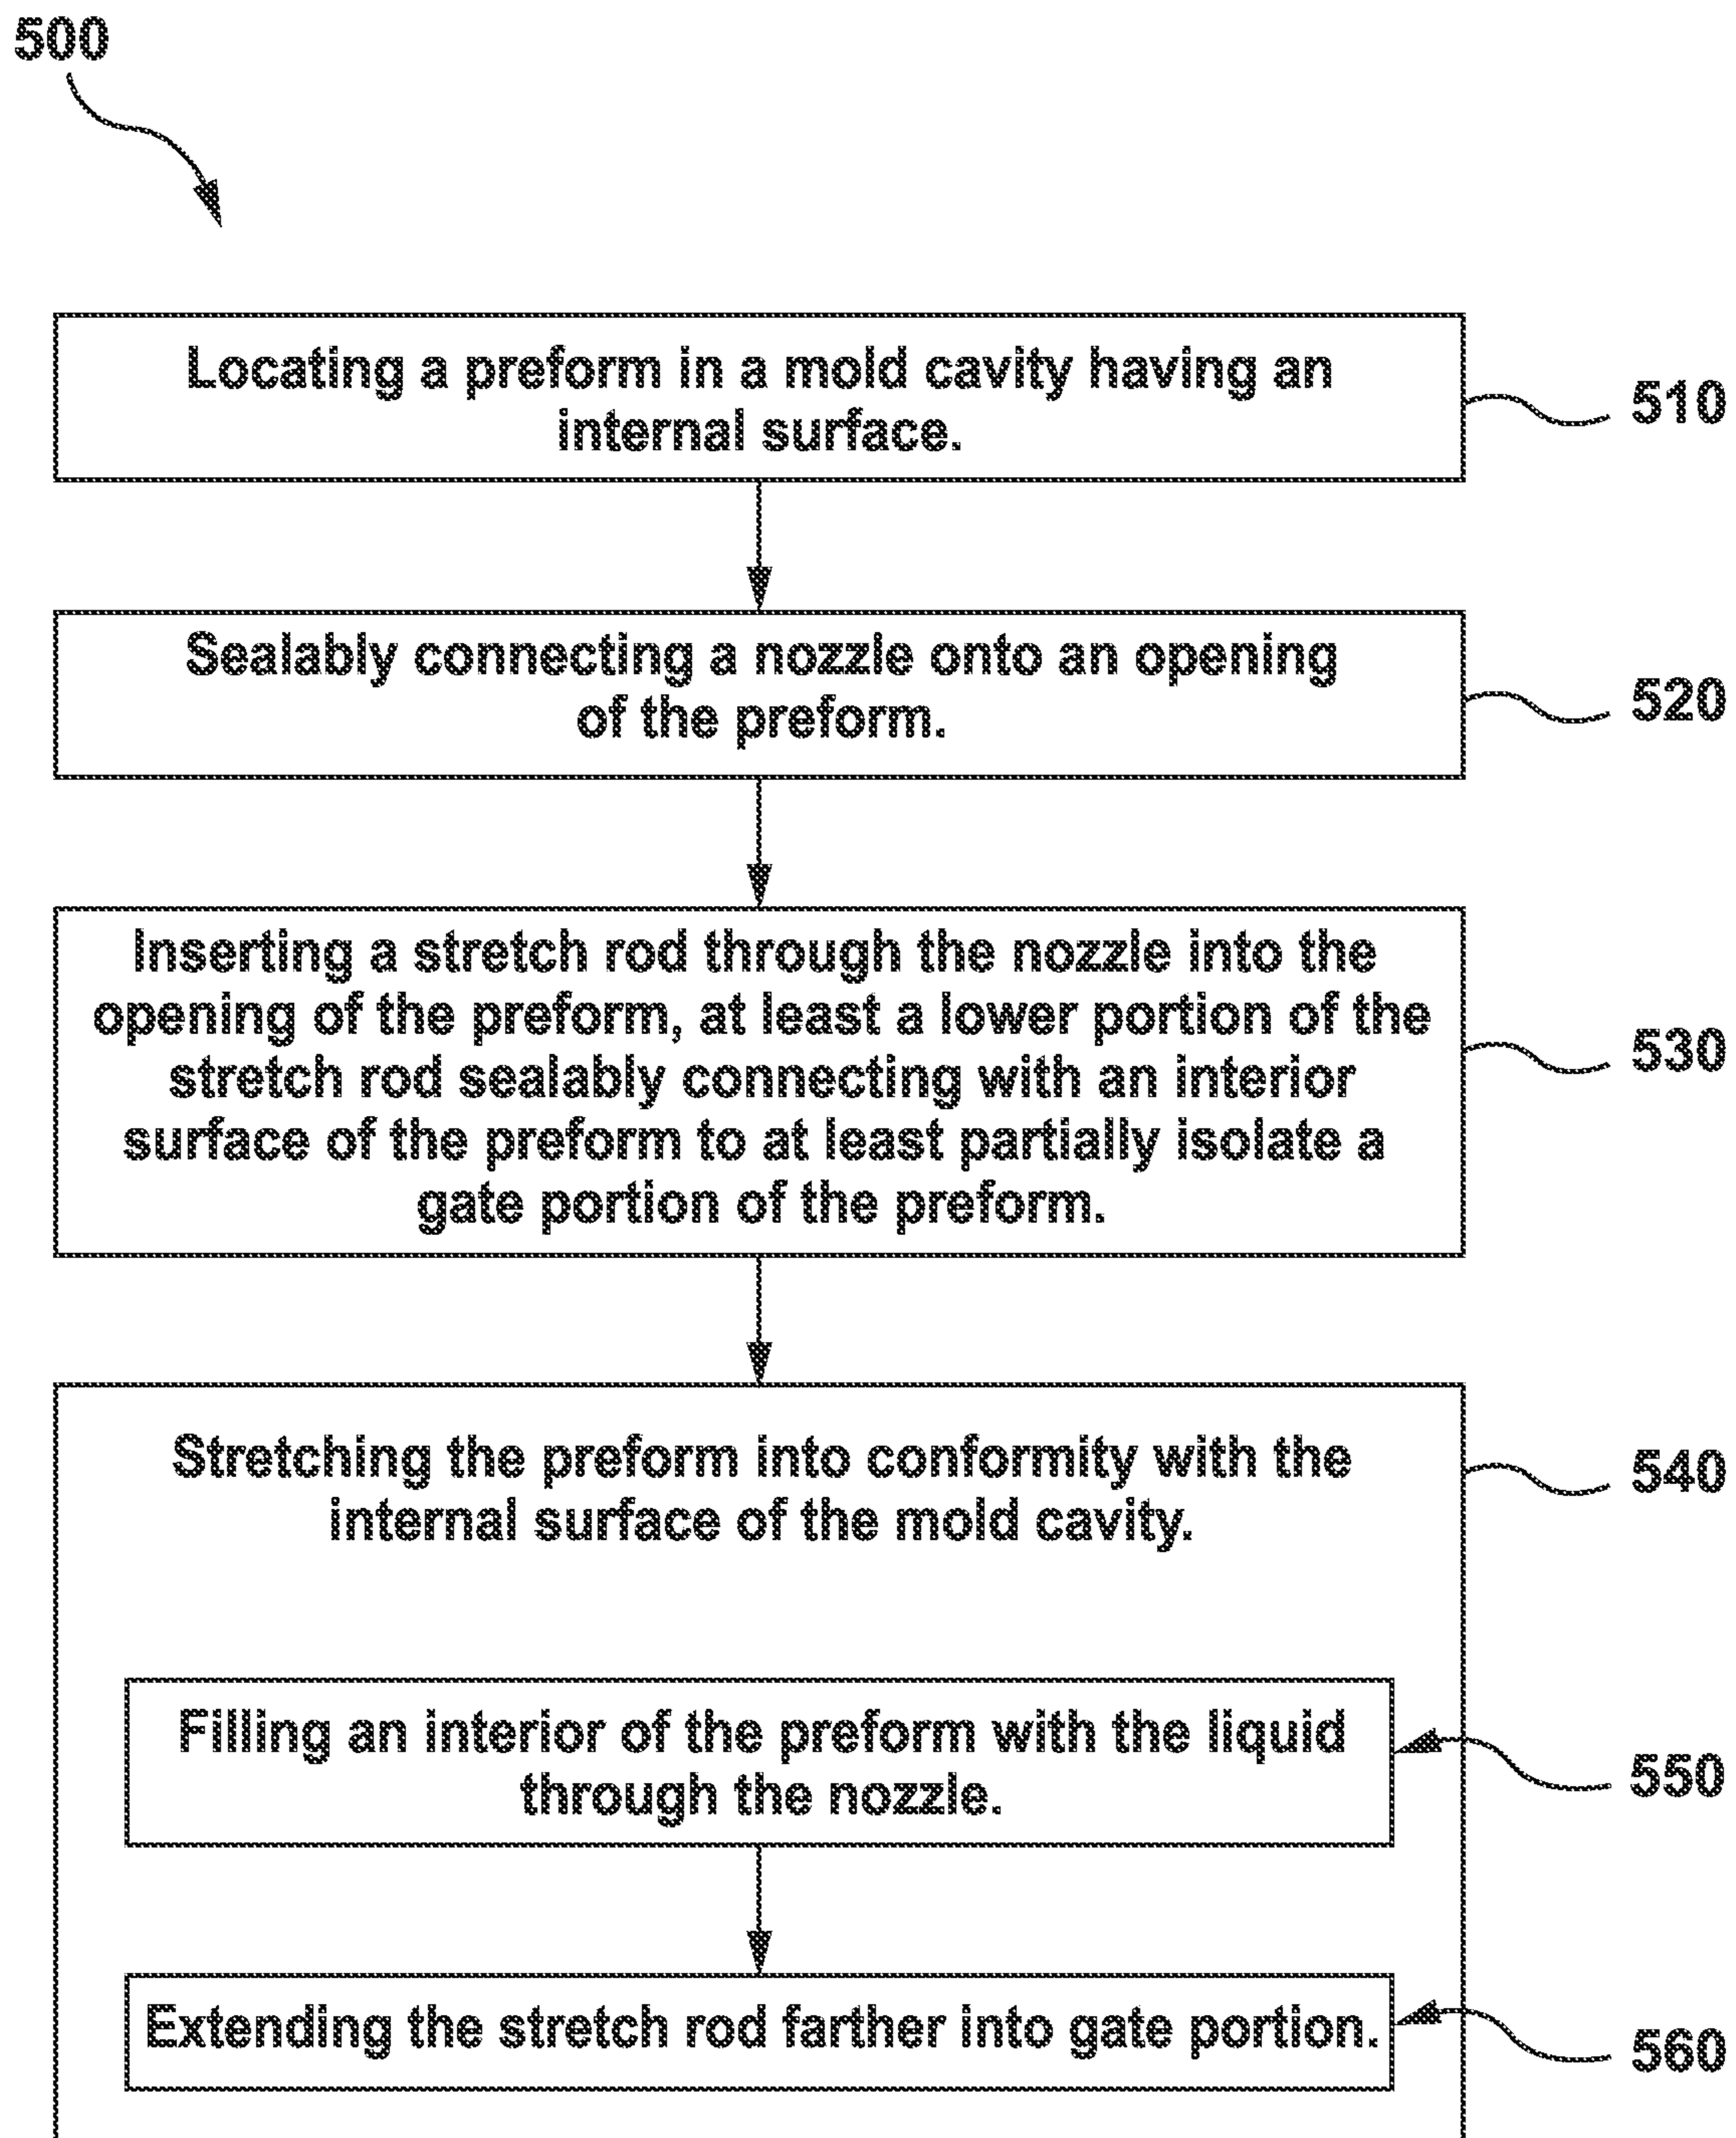 500
Locating a preform in a mold cavity having an
internal surface.
510
Sealably connecting a nozzle onto an opening
of the preform.
520
Inserting a stretch rod through the nozzle into the
opening of the preform, at least a lower portion of the
stretch rod sealably connecting with an interior
surface of the preform to at least partially isolate a
gate portion of the preform.
530
Stretching the preform into conformity with the
internal surface of the mold cavity.
540
Filling an interior of the preform with the liquid
through the nozzle.
550
Extending the stretch rod farther into gate portion.
560